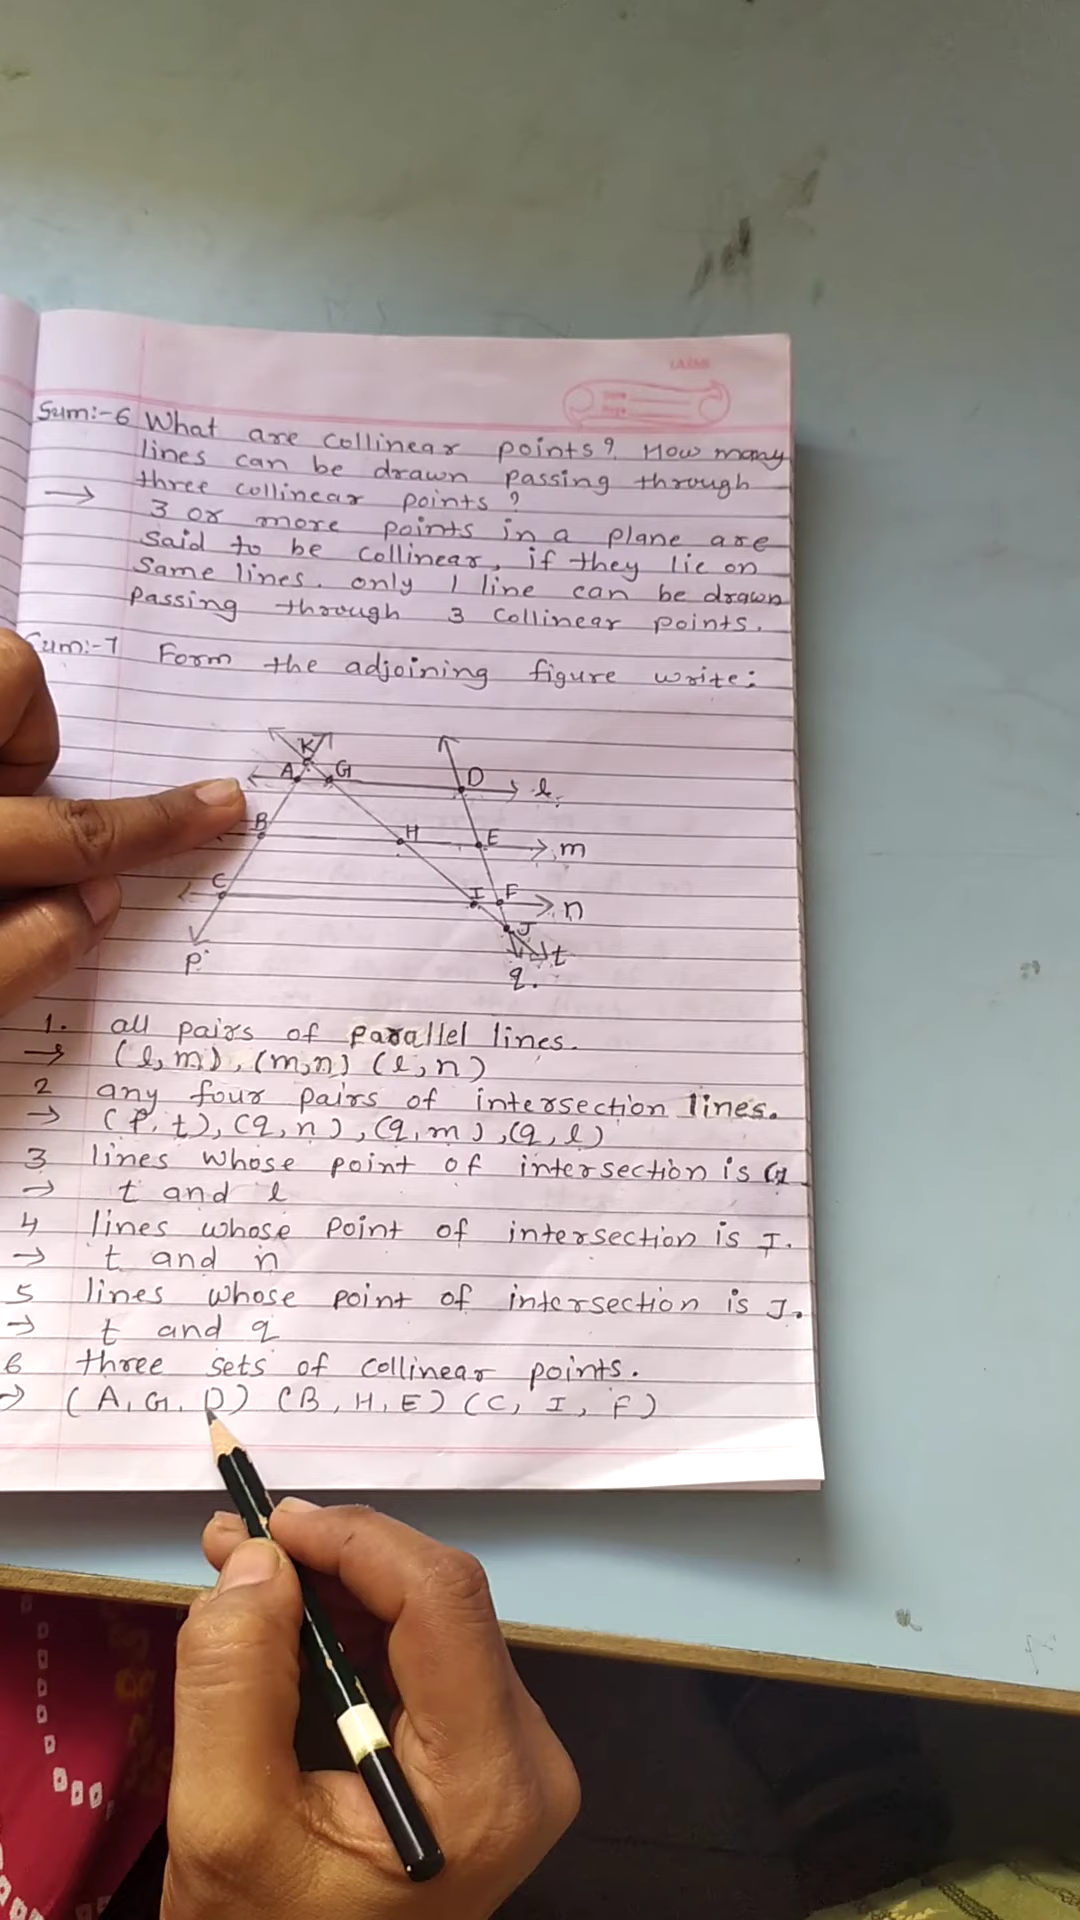 Sum:-6 What are collinear points? How many
lines can be drawn passing through
three collinear points?
→ 3 or more points in a plane are
said to be collinear, if they lie on
same lines. only 1 line can be drawn
passing through 3 collinear points.
Sum:-7 Form the adjoining figure write:
K
A G D l
B H E m
C I F n
J t
P q.
1. all pairs of parallel lines.
→ (l,m), (m,n) (l,n)
2 any four pairs of intersection lines.
→ (P, t), (q, n), (q, m), (q, l)
3 lines whose point of intersection is G
→ t and l
4 lines whose point of intersection is I.
→ t and n
5 lines whose point of intersection is J.
→ t and q
6 three sets of collinear points.
→ (A, G, D) (B, H, E) (C, I, F)